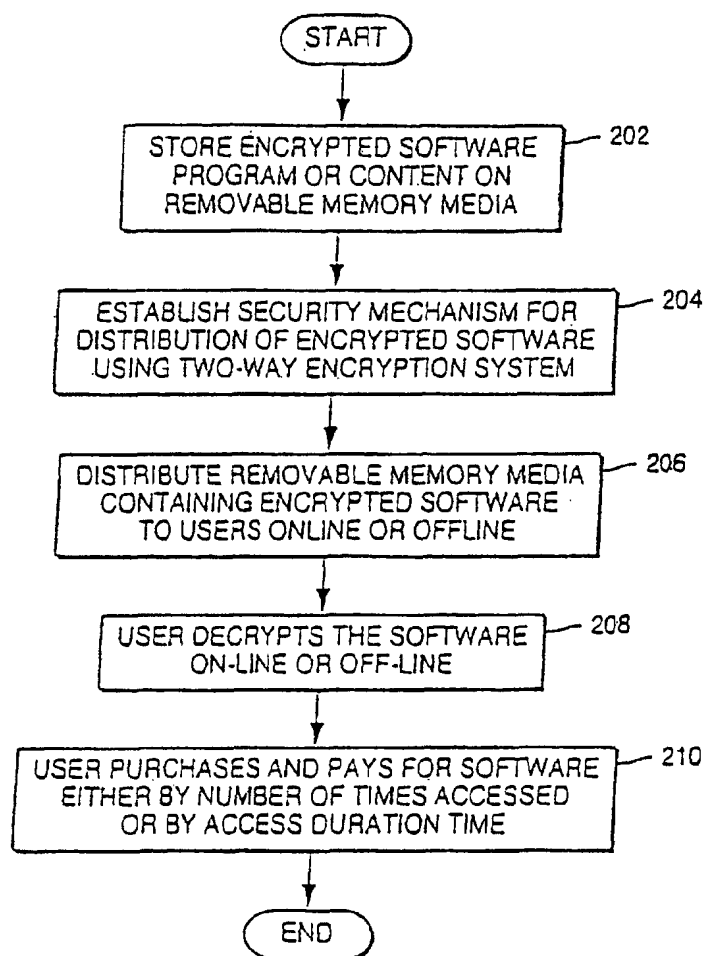 START
STORE ENCRYPTED SOFTWARE
PROGRAM OR CONTENT ON
REMOVABLE MEMORY MEDIA
202
ESTABLISH SECURITY MECHANISM FOR
DISTRIBUTION OF ENCRYPTED SOFTWARE
USING TWO-WAY ENCRYPTION SYSTEM
204
DISTRIBUTE REMOVABLE MEMORY MEDIA
CONTAINING ENCRYPTED SOFTWARE
TO USERS ONLINE OR OFFLINE
206
USER DECRYPTS THE SOFTWARE
ON-LINE OR OFF-LINE
208
USER PURCHASES AND PAYS FOR SOFTWARE
EITHER BY NUMBER OF TIMES ACCESSED
OR BY ACCESS DURATION TIME
210
END